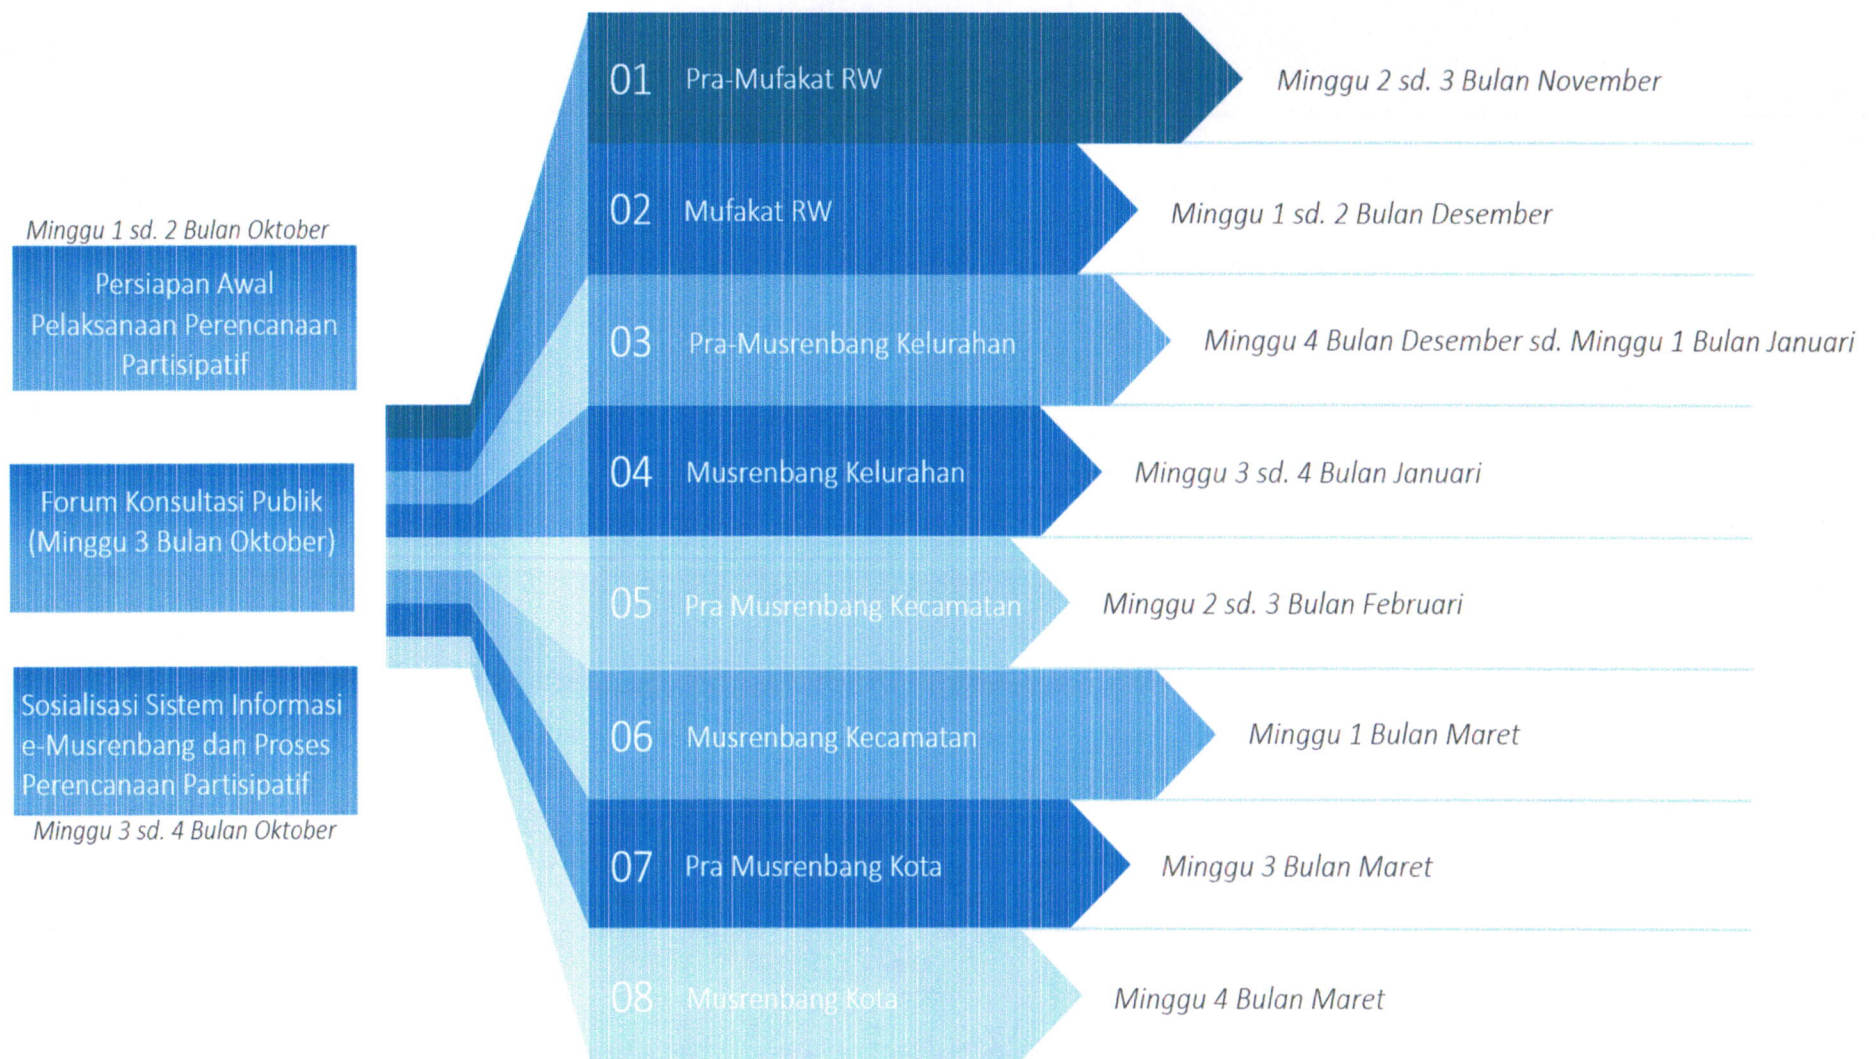 Minggu 1 sd. 2 Bulan Oktober
Persiapan Awal
Pelaksanaan Perencanaan
Partisipatif
Forum Konsultasi Publik
(Minggu 3 Bulan Oktober)
Sosialisasi Sistem Informasi
e-Musrenbang dan Proses
Perencanaan Partisipatif
Minggu 3 sd. 4 Bulan Oktober
01 Pra-Mufakat RW Minggu 2 sd. 3 Bulan November
02 Mufakat RW Minggu 1 sd. 2 Bulan Desember
03 Pra-Musrenbang Kelurahan Minggu 4 Bulan Desember sd. Minggu 1 Bulan Januari
04 Musrenbang Kelurahan Minggu 3 sd. 4 Bulan Januari
05 Pra Musrenbang Kecamatan Minggu 2 sd. 3 Bulan Februari
06 Musrenbang Kecamatan Minggu 1 Bulan Maret
07 Pra Musrenbang Kota Minggu 3 Bulan Maret
08 Musrenbang Kota Minggu 4 Bulan Maret